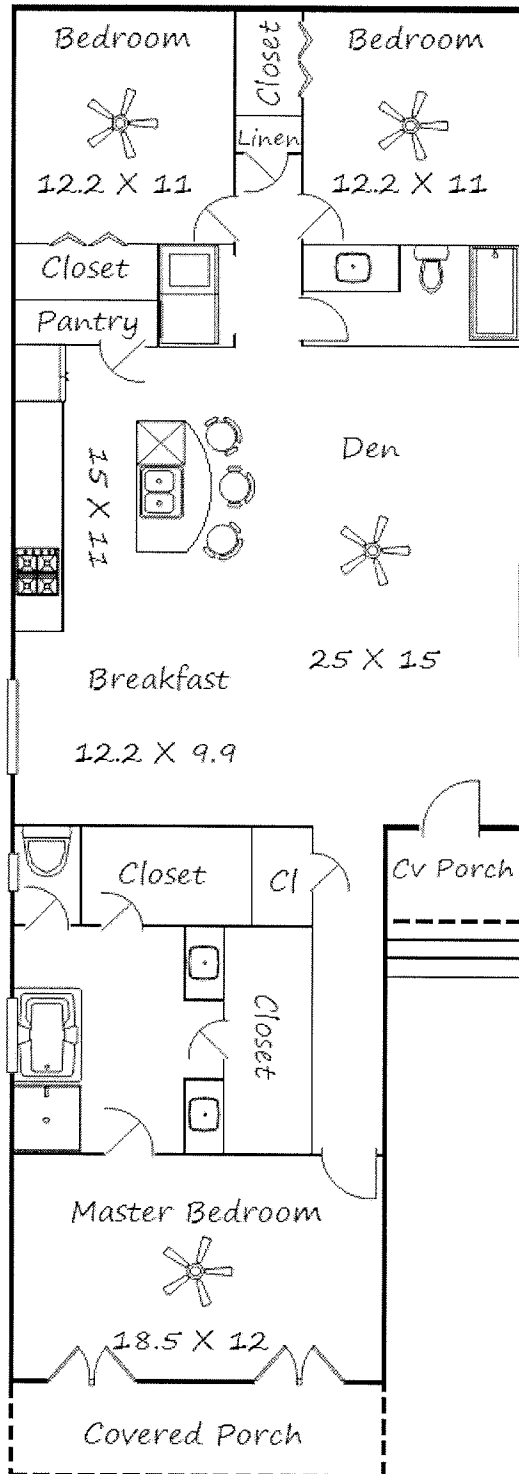 Bedroom
Closet
Bedroom
Linen
12.2 X 11
12.2 X 11
Closet
Pantry
15 X 11
Den
25 X 15
Breakfast
12.2 X 9.9
Closet
Cl
Cv Porch
Closet
Master Bedroom
18.5 X 12
Covered Porch